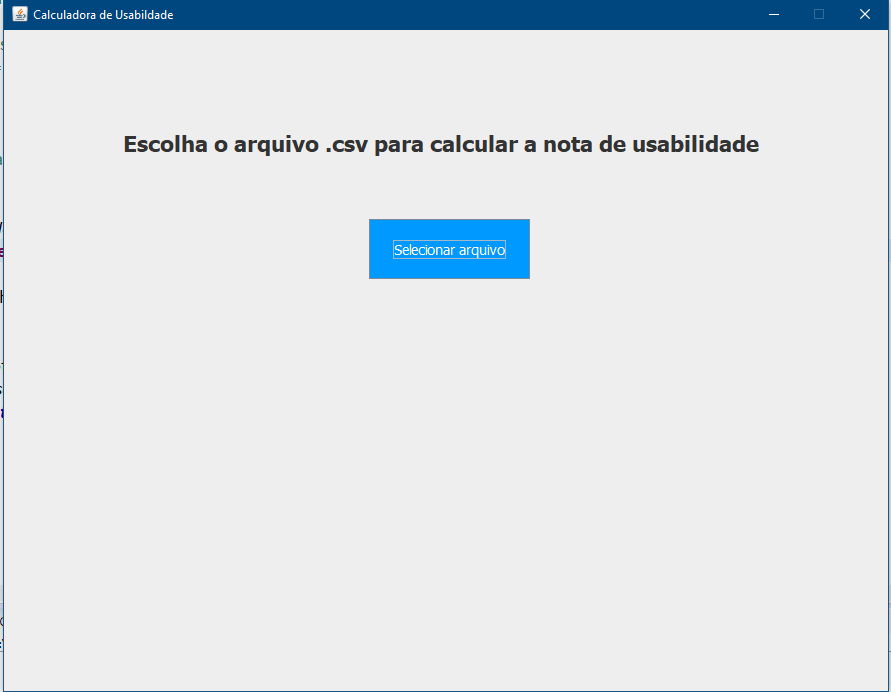 Calculadora de Usabildade
Escolha o arquivo .csv para calcular a nota de usabilidade
Selecionar arquivo